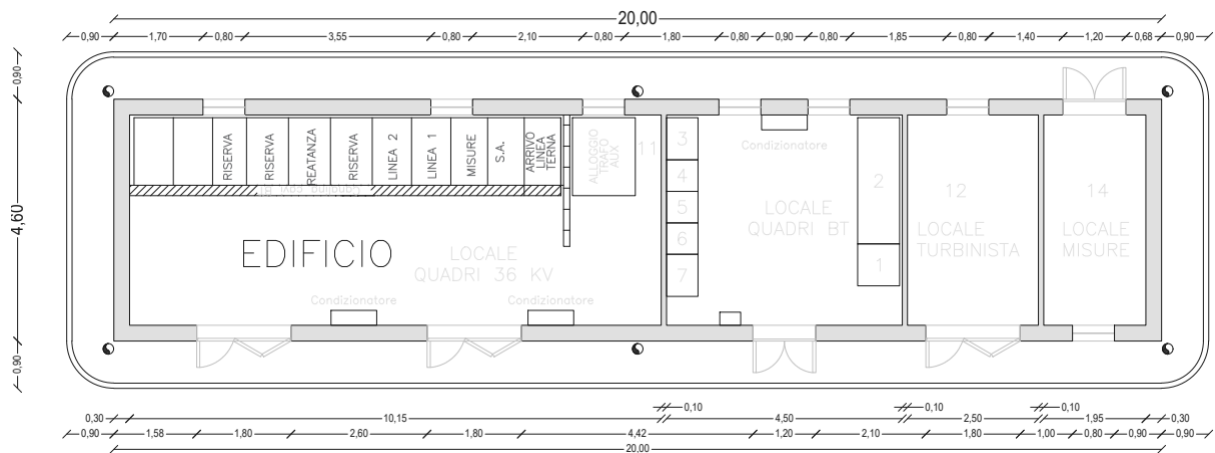 20,00
0,90 1,70 0,80 3,55 0,80 2,10 0,80 1,80 0,80 0,90 0,80 1,85 0,80 1,40 1,20 0,68 0,90
0,90
4,60
0,90
RISERVA
RISERVA
REATANZA
RISERVA
LINEA 2
LINEA 1
MISURE
S.A.
ARRIVO
LINEA
TERNA
ALLOGGIO
TRAFO
AUX
11
3
4
5
6
7
Condizionatore
2
1
12
14
EDIFICIO
LOCALE
QUADRI 36 KV
LOCALE
QUADRI BT
LOCALE
TURBINISTA
LOCALE
MISURE
Condizionatore
Condizionatore
0,10 0,10 0,10
0,30 10,15 4,50 2,50 1,95 0,30
0,90 1,58 1,80 2,60 1,80 4,42 1,20 2,10 1,80 1,00 0,80 0,90 0,90
20,00